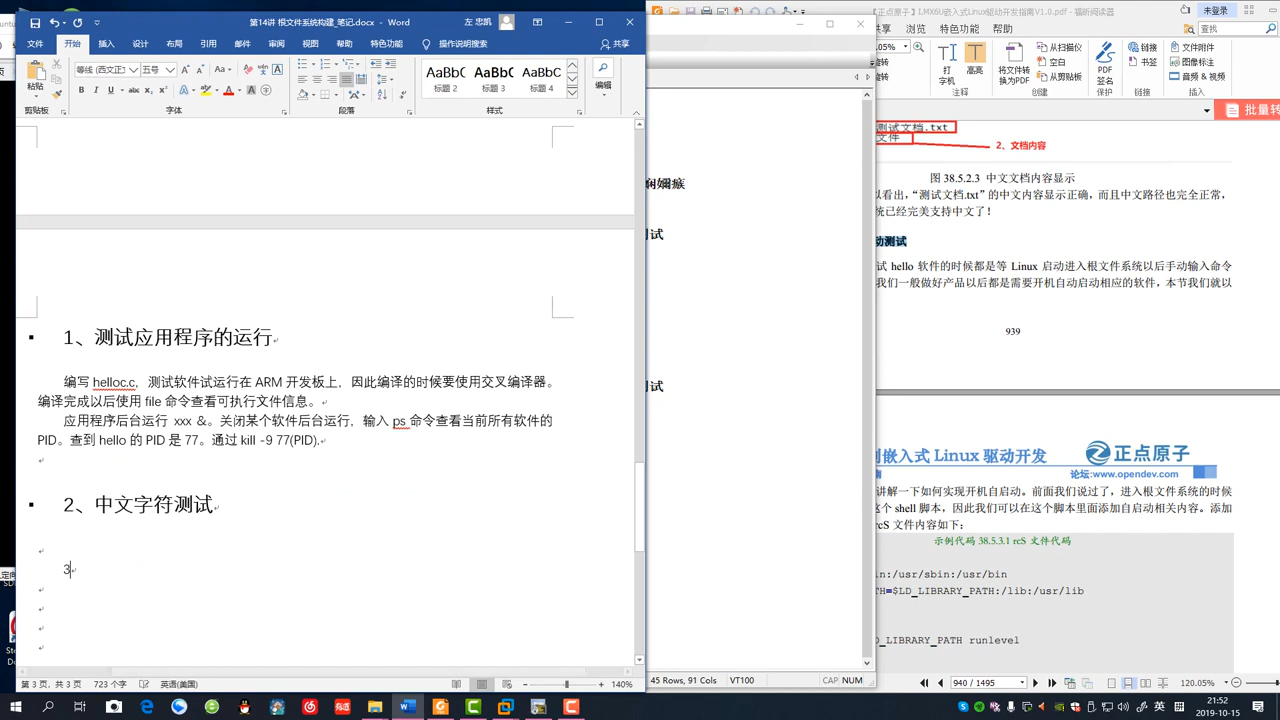 第14讲 根文件系统构建_笔记.docx - Word
左 忠凯
文件 开始 插入 设计 布局 引用 邮件 审阅 视图 帮助 特色功能 操作说明搜索 共享
粘贴
等线 (西文正 五号
AaBbC AaBbC AaBbC
标题 2 标题 3 标题 4
编辑
剪贴板 字体 段落 样式
1、测试应用程序的运行
编写 helloc.c，测试软件试运行在 ARM 开发板上，因此编译的时候要使用交叉编译器。
编译完成以后使用 file 命令查看可执行文件信息。
应用程序后台运行 xxx &。关闭某个软件后台运行，输入 ps 命令查看当前所有软件的
PID。查到 hello 的 PID 是 77。通过 kill -9 77(PID).
2、中文字符测试
3
第 3 页，共 3 页 723 个字 英语(美国) 140%
试
试
45 Rows, 91 Cols VT100 CAP NUM
【正点原子】I.MX6U嵌入式Linux驱动开发指南V1.0.pdf - 福昕阅读器
未登录
共享 视频 特色功能 帮助 查找
打字机 高亮 将文件转换为PDF 从扫描仪 空白 从剪贴板 PDF签名 链接 书签 文件附件 图像标注 音频 & 视频
注释 创建 保护 链接 插入
批量转
测试文档.txt
文件
2、文档内容
图 38.5.2.3 中文文档内容显示
以看出，“测试文档.txt”的中文内容显示正确，而且中文路径也完全正常，
统已经完美支持中文了！
动测试
试 hello 软件的时候都是等 Linux 启动进入根文件系统以后手动输入命令
我们一般做好产品以后都是需要开机自动启动相应的软件，本节我们就以
939
嵌入式 Linux 驱动开发
正点原子
论坛:www.opendev.com
讲解一下如何实现开机自启动。前面我们说过了，进入根文件系统的时候
这个 shell 脚本，因此我们可以在这个脚本里面添加自启动相关内容。添加
rcS 文件内容如下：
示例代码 38.5.3.1 rcS 文件代码
in:/usr/sbin:/usr/bin
TH=$LD_LIBRARY_PATH:/lib:/usr/lib
D_LIBRARY_PATH runlevel
940 / 1495 120.05%
21:52
2019-10-15